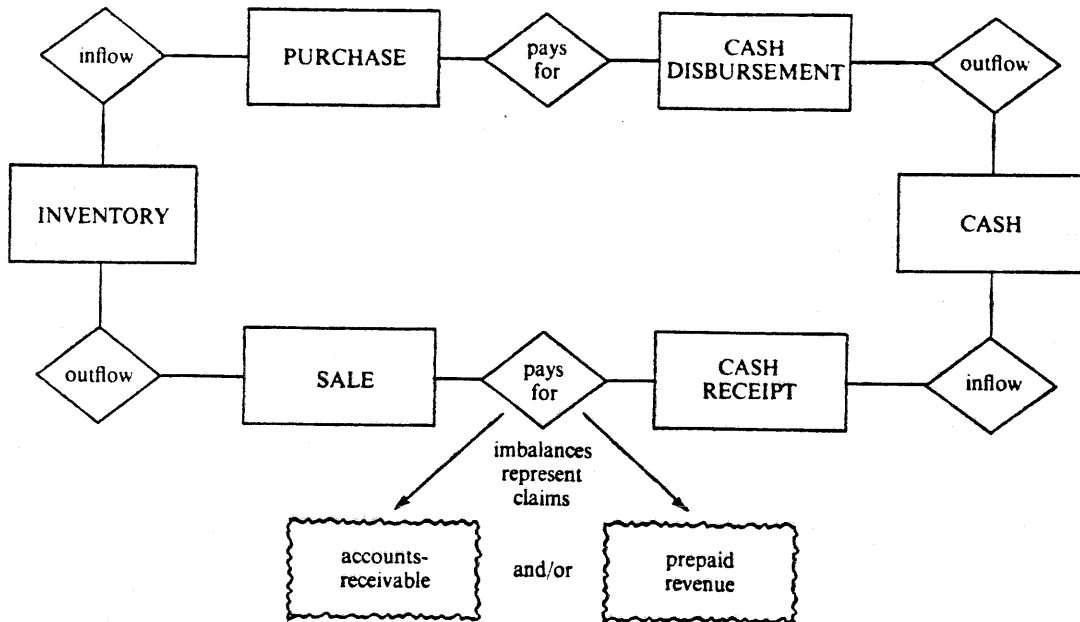 inflow
PURCHASE
pays
for
CASH
DISBURSEMENT
outflow
INVENTORY
CASH
outflow
SALE
pays
for
CASH
RECEIPT
inflow
imbalances
represent
claims
accounts-
receivable
and/or
prepaid
revenue